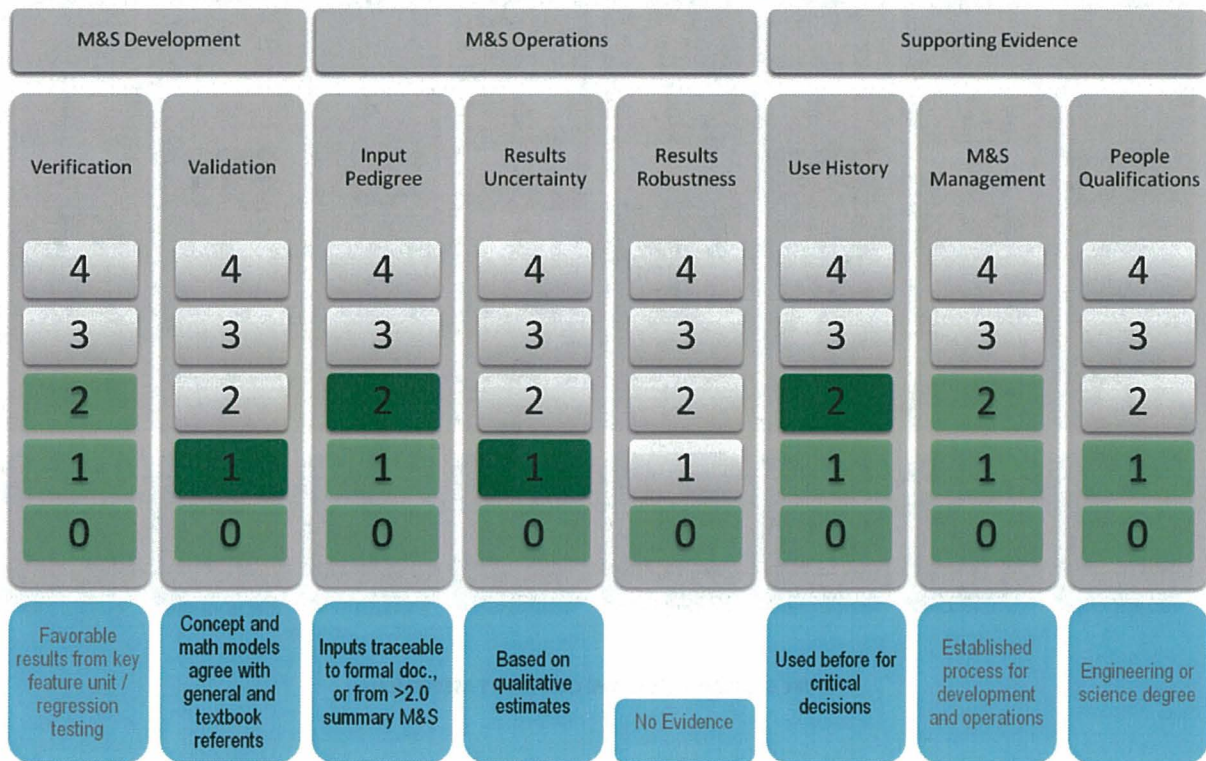 M&S Development
M&S Operations
Supporting Evidence
Verification
Validation
Input
Pedigree
Results
Uncertainty
Results
Robustness
Use History
M&S
Management
People
Qualifications
4 4 4 4 4 4 4 4
3 3 3 3 3 3 3 3
2 2 2 2 2 2 2 2
1 1 1 1 1 1 1 1
0 0 0 0 0 0 0 0
Favorable
results from key
feature unit /
regression
testing
Concept and
math models
agree with
general and
textbook
referents
Inputs traceable
to formal doc.,
or from >2.0
summary M&S
Based on
qualitative
estimates
No Evidence
Used before for
critical
decisions
Established
process for
development
and operations
Engineering or
science degree